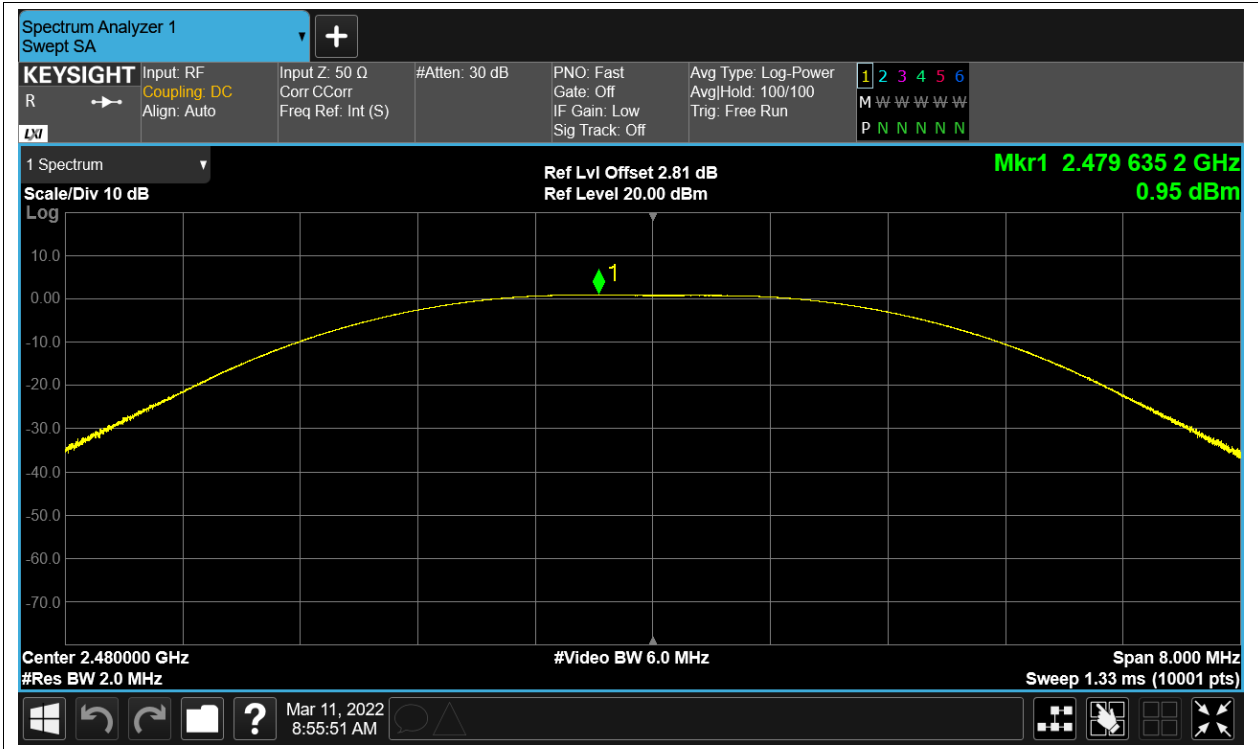 Spectrum Analyzer 1
Swept SA
KEYSIGHT
R
LXI
Input: RF
Coupling: DC
Align: Auto
Input Z: 50 Ω
Corr CCorr
Freq Ref: Int (S)
#Atten: 30 dB
PNO: Fast
Gate: Off
IF Gain: Low
Sig Track: Off
Avg Type: Log-Power
Avg|Hold: 100/100
Trig: Free Run
1 2 3 4 5 6
M W W W W W W
P N N N N N
1 Spectrum
Scale/Div 10 dB
Log
Ref Lvl Offset 2.81 dB
Ref Level 20.00 dBm
Mkr1 2.479 635 2 GHz
0.95 dBm
1
10.0
0.00
-10.0
-20.0
-30.0
-40.0
-50.0
-60.0
-70.0
Center 2.480000 GHz
#Video BW 6.0 MHz
Span 8.000 MHz
#Res BW 2.0 MHz
Sweep 1.33 ms (10001 pts)
?
Mar 11, 2022
8:55:51 AM